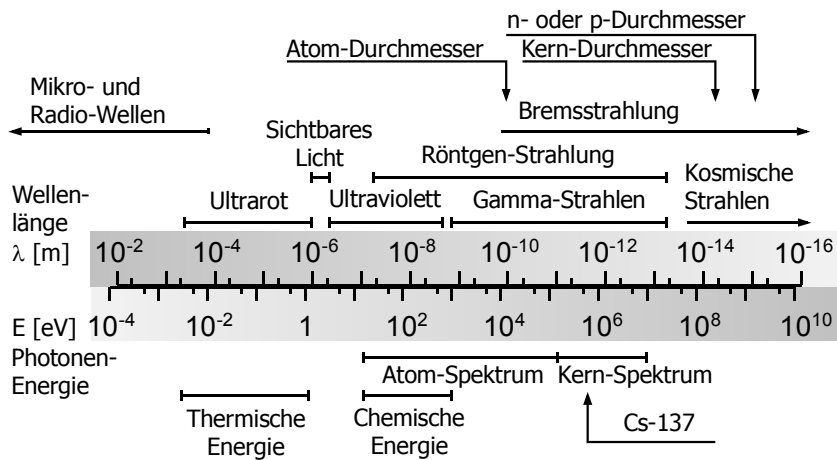 n- oder p-Durchmesser
Atom-Durchmesser
Kern-Durchmesser
Mikro- und
Radio-Wellen
Bremsstrahlung
Sichtbares
Licht
Röntgen-Strahlung
Wellen-
länge
λ [m]
Ultrarot
Ultraviolett
Gamma-Strahlen
Kosmische
Strahlen
10⁻² 10⁻⁴ 10⁻⁶ 10⁻⁸ 10⁻¹⁰ 10⁻¹² 10⁻¹⁴ 10⁻¹⁶
E [eV] 10⁻⁴ 10⁻² 1 10² 10⁴ 10⁶ 10⁸ 10¹⁰
Photonen-
Energie
Atom-Spektrum
Kern-Spektrum
Thermische
Energie
Chemische
Energie
Cs-137